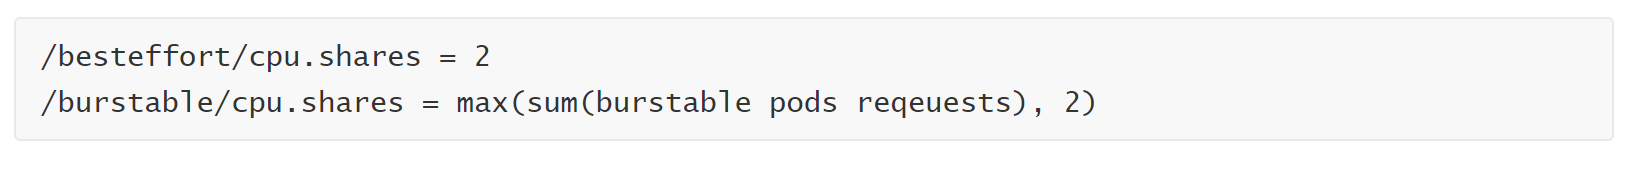 /besteffort/cpu.shares = 2
/burstable/cpu.shares = max(sum(burstable pods reqeuests), 2)